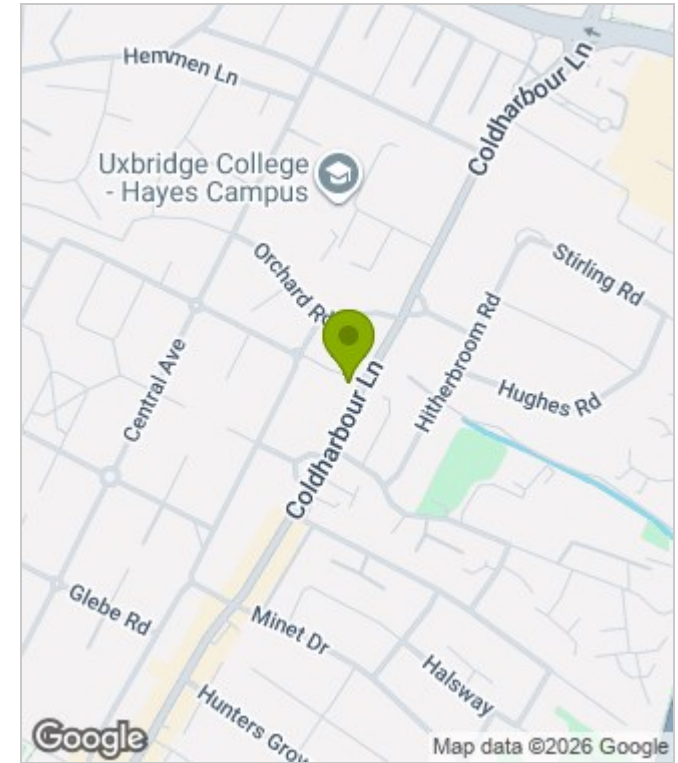 Hemmen Ln
Coldharbour Ln
Uxbridge College
- Hayes Campus
Orchard Rd
Stirling Rd
Hitherbroom Rd
Central Ave
Hughes Rd
Coldharbour Ln
Glebe Rd
Minet Dr
Halsway
Hunters Grov
Google
Map data ©2026 Google